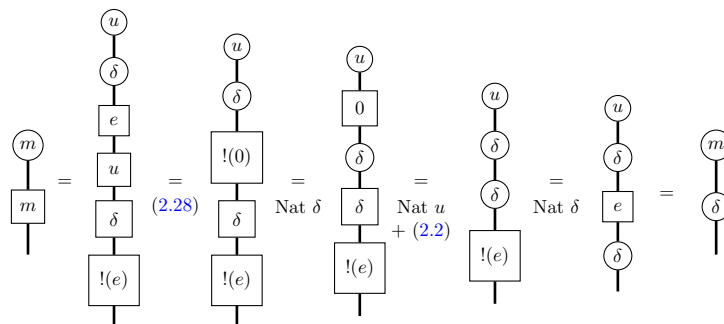 m
m
=
u
δ
e
u
δ
!(e)
=
(2.28)
u
δ
!(0)
δ
!(e)
=
Nat δ
u
0
δ
δ
!(e)
=
Nat u
+ (2.2)
u
δ
δ
!(e)
=
Nat δ
u
δ
e
δ
=
m
δ